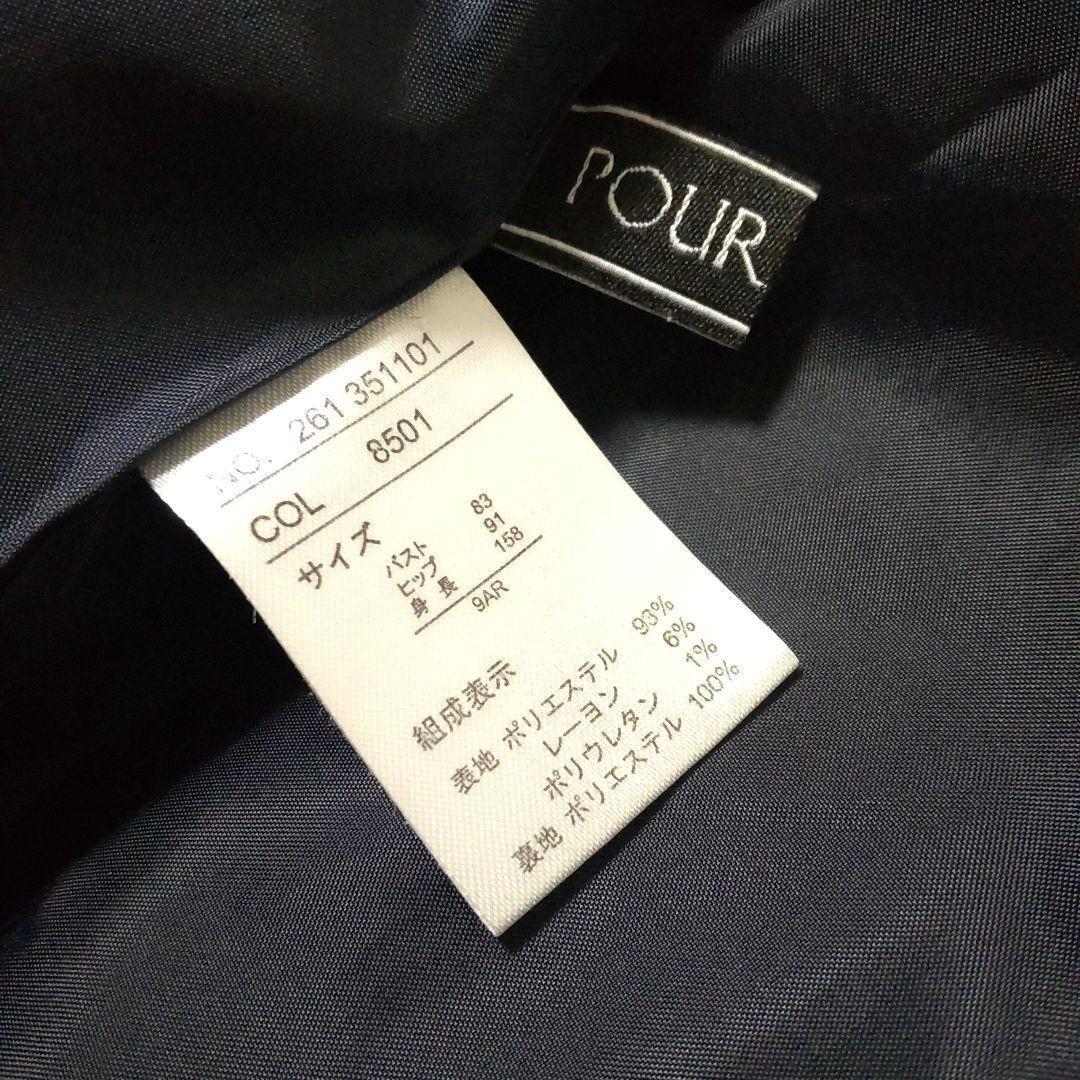 POUR
NO. 261 351101
COL 8501
サイズ
バスト 83
ヒップ 91
身長 158
9AR
組成表示
表地 ポリエステル 93%
レーヨン 6%
ポリウレタン 1%
裏地 ポリエステル 100%